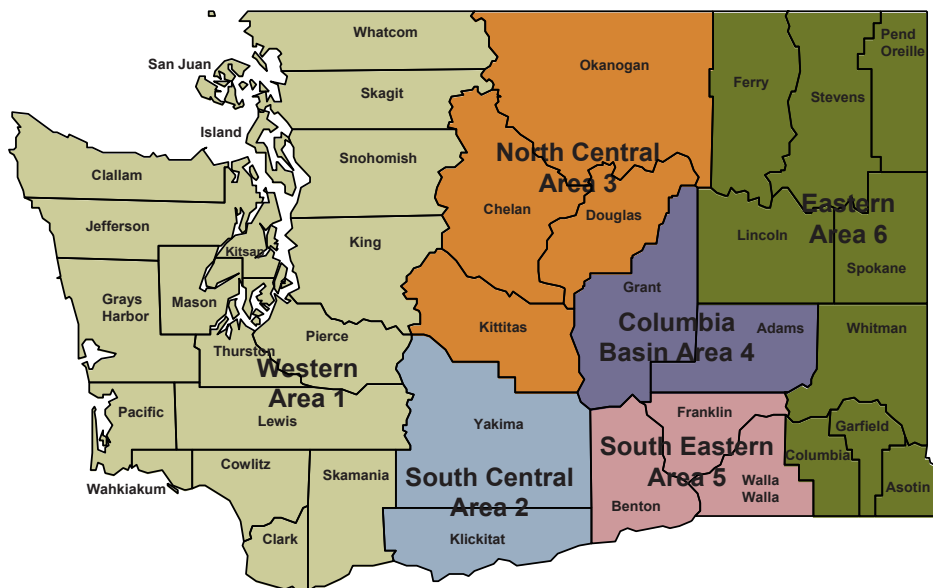 Whatcom
San Juan
Skagit
Island
Snohomish
Clallam
Jefferson
King
Kitsap
Grays
Harbor
Mason
Pierce
Thurston
Western
Area 1
Pacific
Lewis
Wahkiakum
Cowlitz
Skamania
Clark
Okanogan
North Central
Area 3
Chelan
Douglas
Kittitas
Yakima
South Central
Area 2
Klickitat
Grant
Columbia
Basin Area 4
Adams
Franklin
South Eastern
Area 5
Benton
Walla
Walla
Pend
Oreille
Ferry
Stevens
Eastern
Area 6
Lincoln
Spokane
Whitman
Garfield
Columbia
Asotin